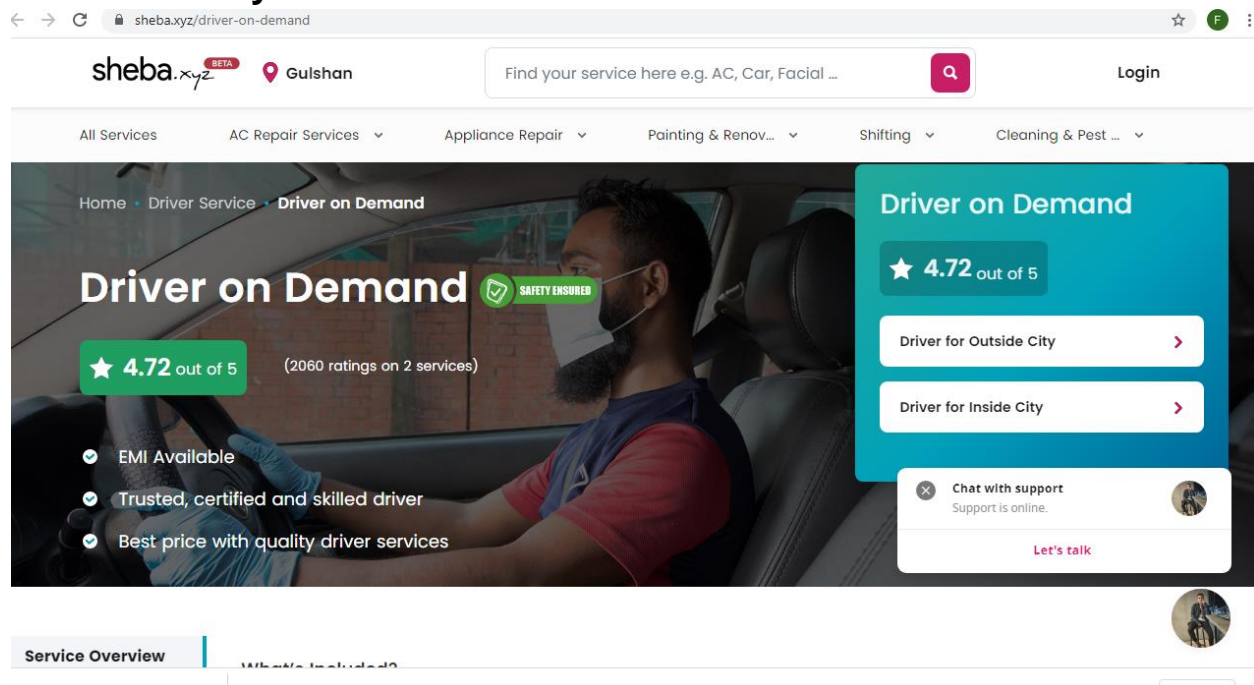 y
sheba.xyz/driver-on-demand
F
sheba.xyz BETA
Gulshan
Find your service here e.g. AC, Car, Facial ...
Login
All Services
AC Repair Services
Appliance Repair
Painting & Renov...
Shifting
Cleaning & Pest ...
Home • Driver Service • Driver on Demand
Driver on Demand
SAFETY ENSURED
4.72 out of 5
(2060 ratings on 2 services)
EMI Available
Trusted, certified and skilled driver
Best price with quality driver services
Driver on Demand
4.72 out of 5
Driver for Outside City
Driver for Inside City
Chat with support
Support is online.
Let's talk
Service Overview
What's Included?